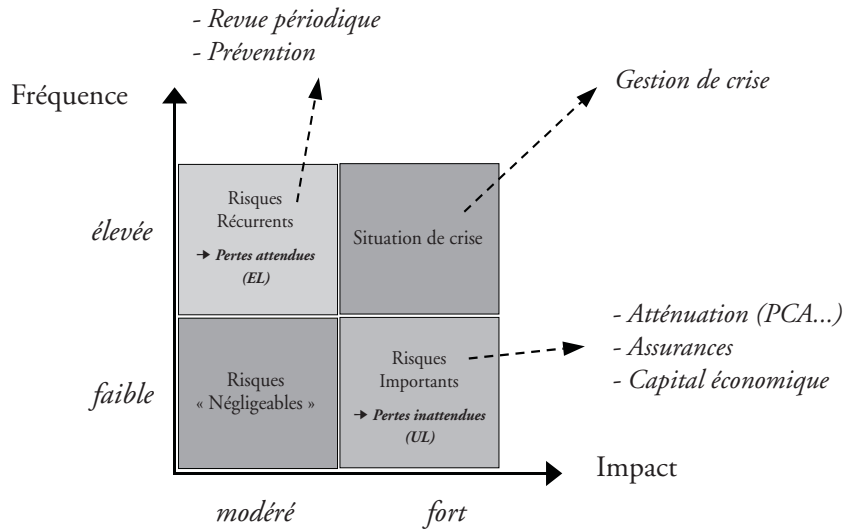 - Revue périodique
- Prévention
Gestion de crise
Fréquence
élevée
Risques
Récurrents
→ Pertes attendues
(EL)
Situation de crise
- Atténuation (PCA...)
- Assurances
- Capital économique
faible
Risques
« Négligeables »
Risques
Importants
→ Pertes inattendues
(UL)
Impact
modéré
fort